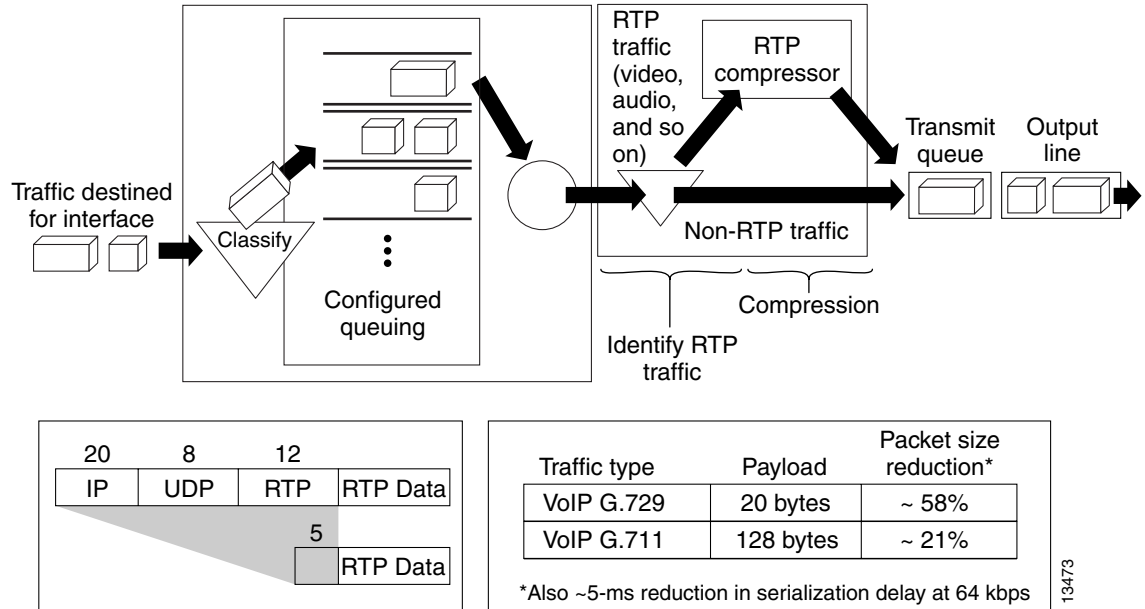 Traffic destined
for interface
Classify
Configured
queuing
RTP
traffic
(video,
audio,
and so
on)
RTP
compressor
Non-RTP traffic
Transmit
queue
Output
line
Identify RTP
traffic
Compression
20 8 12
IP UDP RTP RTP Data
5
RTP Data
Packet size
Traffic type Payload reduction*
VoIP G.729 20 bytes ~ 58%
VoIP G.711 128 bytes ~ 21%
*Also ~5-ms reduction in serialization delay at 64 kbps
13473